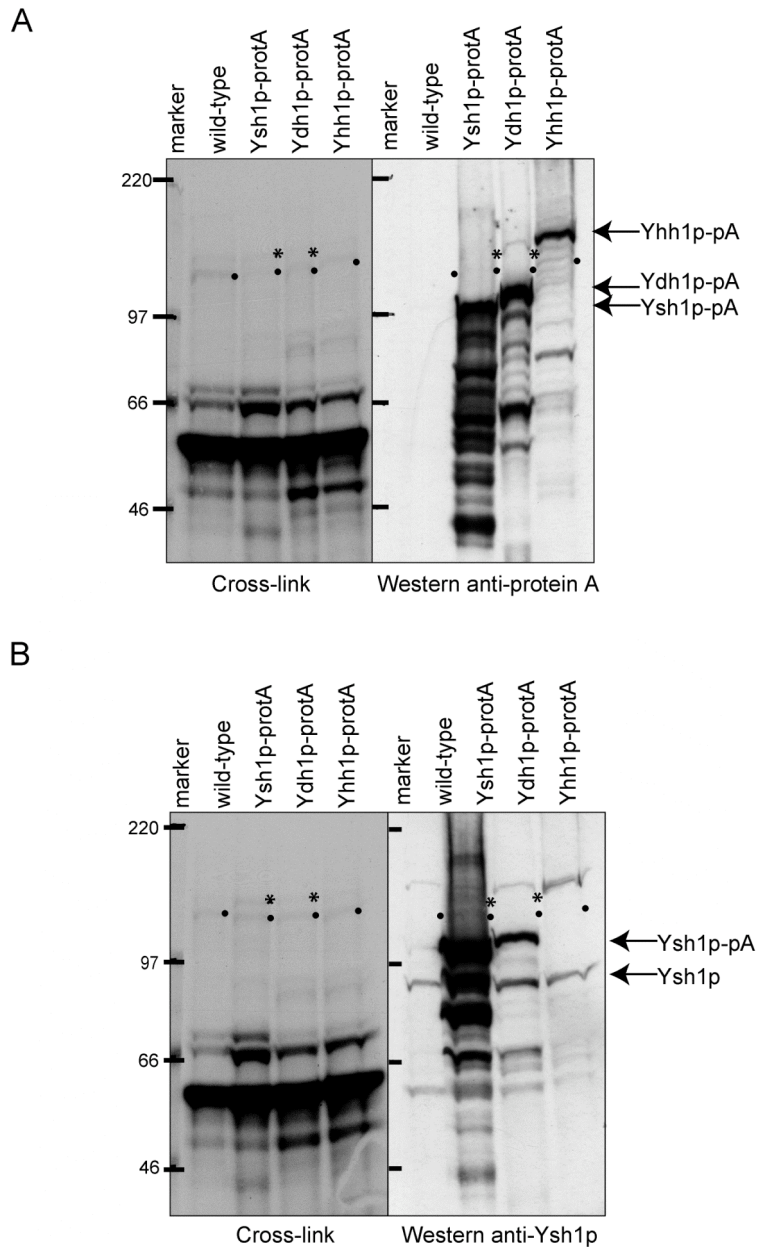 A
marker
wild-type
Ysh1p-protA
Ydh1p-protA
Yhh1p-protA
marker
wild-type
Ysh1p-protA
Ydh1p-protA
Yhh1p-protA
220
97
66
46
* *
* *
Yhh1p-pA
Ydh1p-pA
Ysh1p-pA
Cross-link
Western anti-protein A
B
marker
wild-type
Ysh1p-protA
Ydh1p-protA
Yhh1p-protA
marker
wild-type
Ysh1p-protA
Ydh1p-protA
Yhh1p-protA
220
97
66
46
* *
* *
Ysh1p-pA
Ysh1p
Cross-link
Western anti-Ysh1p